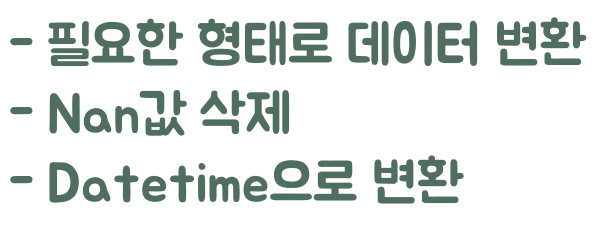 - 필요한 형태로 데이터 변환
- Nan값 삭제
- Datetime으로 변환